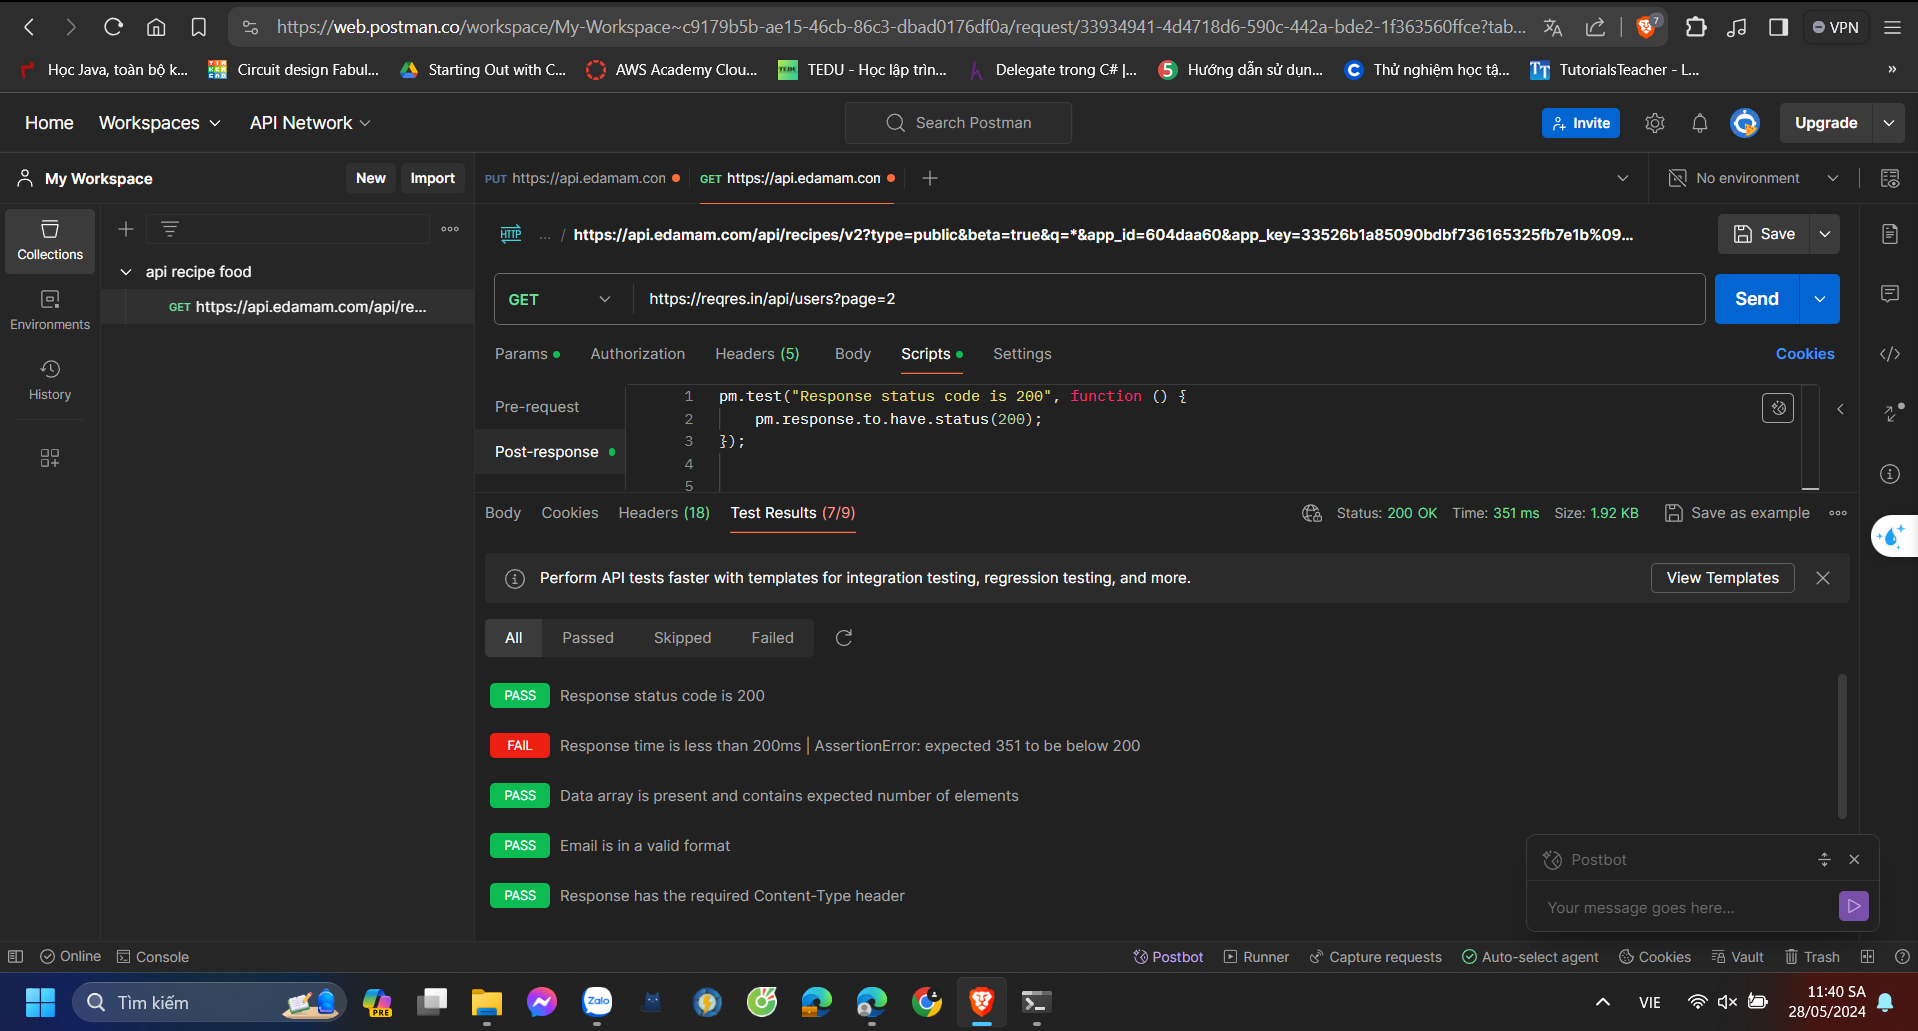 https://web.postman.co/workspace/My-Workspace~c9179b5b-ae15-46cb-86c3-dbad0176df0a/request/33934941-4d4718d6-590c-442a-bde2-1f363560ffce?tab...
7
VPN
Học Java, toàn bộ k...
Circuit design Fabul...
Starting Out with C...
AWS Academy Clou...
TEDU - Học lập trìn...
Delegate trong C# |...
Hướng dẫn sử dụn...
Thử nghiệm học tậ...
TutorialsTeacher - L...
»
Home
Workspaces
API Network
Search Postman
Invite
Upgrade
My Workspace
New
Import
PUT https://api.edamam.con
GET https://api.edamam.con
No environment
Collections
Environments
History
api recipe food
GET https://api.edamam.com/api/re...
HTTP
... / https://api.edamam.com/api/recipes/v2?type=public&beta=true&q=*&app_id=604daa60&app_key=33526b1a85090bdbf736165325fb7e1b%09...
Save
GET
https://reqres.in/api/users?page=2
Send
Params
Authorization
Headers (5)
Body
Scripts
Settings
Cookies
Pre-request
Post-response
1 pm.test("Response status code is 200", function () {
2 pm.response.to.have.status(200);
3 });
4
5
Body
Cookies
Headers (18)
Test Results (7/9)
Status: 200 OK
Time: 351 ms
Size: 1.92 KB
Save as example
Perform API tests faster with templates for integration testing, regression testing, and more.
View Templates
All
Passed
Skipped
Failed
PASS Response status code is 200
FAIL Response time is less than 200ms | AssertionError: expected 351 to be below 200
PASS Data array is present and contains expected number of elements
PASS Email is in a valid format
PASS Response has the required Content-Type header
Postbot
Your message goes here...
Online
Console
Postbot
Runner
Capture requests
Auto-select agent
Cookies
Vault
Trash
Tìm kiếm
PRE
Zalo
VIE
11:40 SA
28/05/2024